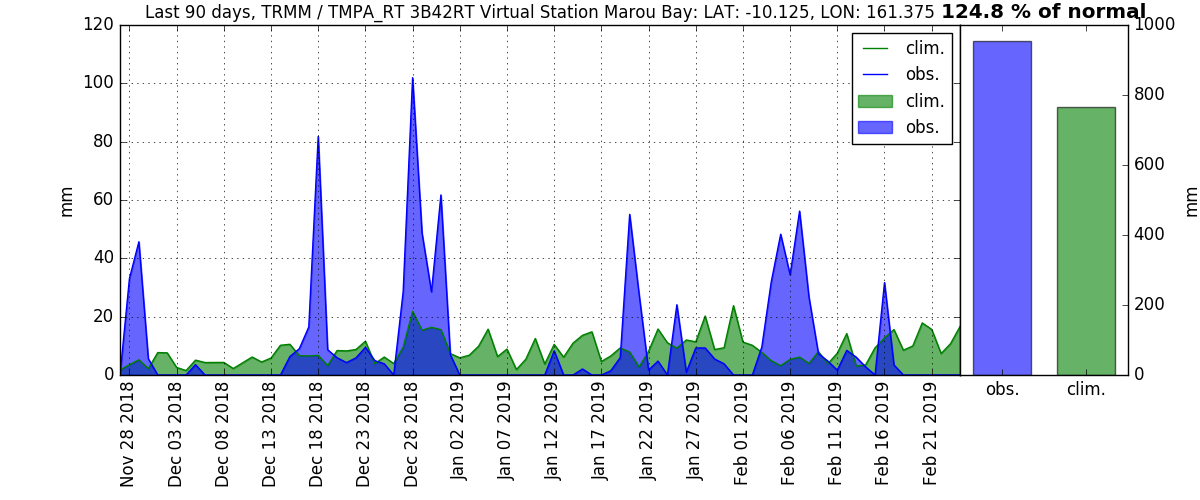 Last 90 days, TRMM / TMPA_RT 3B42RT Virtual Station Marou Bay: LAT: -10.125, LON: 161.375 124.8 % of normal
120
100
80
60
40
20
0
mm
clim.
obs.
clim.
obs.
1000
800
600
400
200
0
mm
obs. clim.
Nov 28 2018
Dec 03 2018
Dec 08 2018
Dec 13 2018
Dec 18 2018
Dec 23 2018
Dec 28 2018
Jan 02 2019
Jan 07 2019
Jan 12 2019
Jan 17 2019
Jan 22 2019
Jan 27 2019
Feb 01 2019
Feb 06 2019
Feb 11 2019
Feb 16 2019
Feb 21 2019